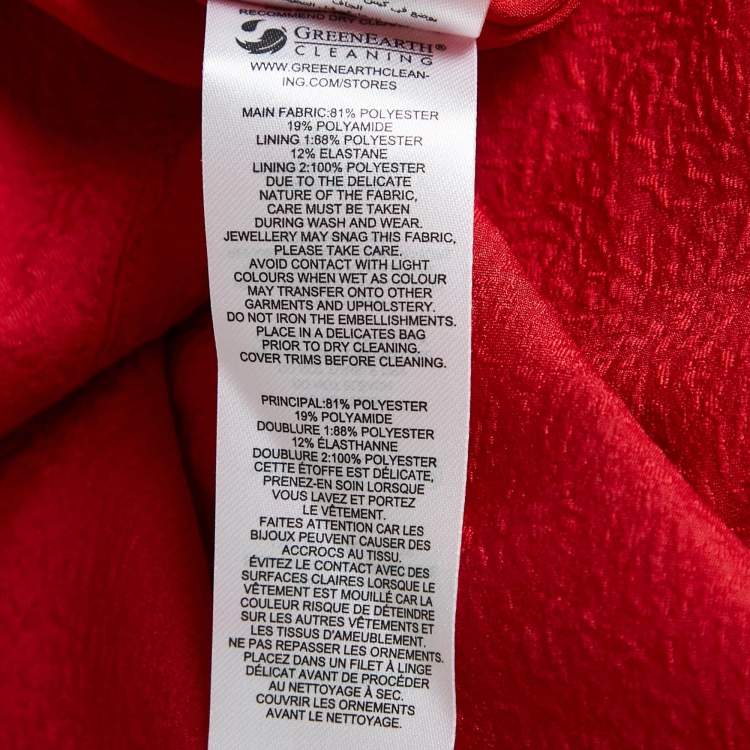 RECOMMEND DRY CLEAN
GREENEARTH®
CLEANING
WWW.GREENEARTHCLEAN-
ING.COM/STORES
MAIN FABRIC:81% POLYESTER
19% POLYAMIDE
LINING 1:68% POLYESTER
12% ELASTANE
LINING 2:100% POLYESTER
DUE TO THE DELICATE
NATURE OF THE FABRIC,
CARE MUST BE TAKEN
DURING WASH AND WEAR.
JEWELLERY MAY SNAG THIS FABRIC,
PLEASE TAKE CARE.
AVOID CONTACT WITH LIGHT
COLOURS WHEN WET AS COLOUR
MAY TRANSFER ONTO OTHER
GARMENTS AND UPHOLSTERY.
DO NOT IRON THE EMBELLISHMENTS.
PLACE IN A DELICATES BAG
PRIOR TO DRY CLEANING.
COVER TRIMS BEFORE CLEANING.
PRINCIPAL:81% POLYESTER
19% POLYAMIDE
DOUBLURE 1:88% POLYESTER
12% ÉLASTHANNE
DOUBLURE 2:100% POLYESTER
CETTE ÉTOFFE EST DÉLICATE,
PRENEZ-EN SOIN LORSQUE
VOUS LAVEZ ET PORTEZ
LE VÊTEMENT.
FAITES ATTENTION CAR LES
BIJOUX PEUVENT CAUSER DES
ACCROCS AU TISSU.
ÉVITEZ LE CONTACT AVEC DES
SURFACES CLAIRES LORSQUE LE
VÊTEMENT EST MOUILLÉ CAR LA
COULEUR RISQUE DE DÉTEINDRE
SUR LES AUTRES VÊTEMENTS ET
LES TISSUS D'AMEUBLEMENT.
NE PAS REPASSER LES ORNEMENTS.
PLACEZ DANS UN FILET À LINGE
DÉLICAT AVANT DE PROCÉDER
AU NETTOYAGE À SEC.
COUVRIR LES ORNEMENTS
AVANT LE NETTOYAGE.